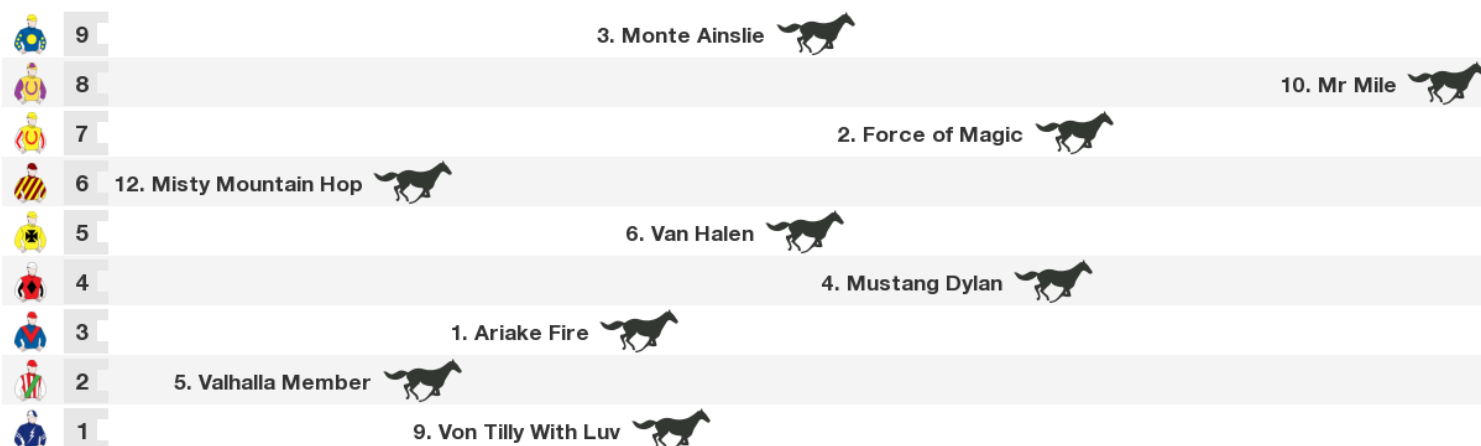 9 3. Monte Ainslie
8 10. Mr Mile
7 2. Force of Magic
6 12. Misty Mountain Hop
5 6. Van Halen
4 4. Mustang Dylan
3 1. Ariake Fire
2 5. Valhalla Member
1 9. Von Tilly With Luv